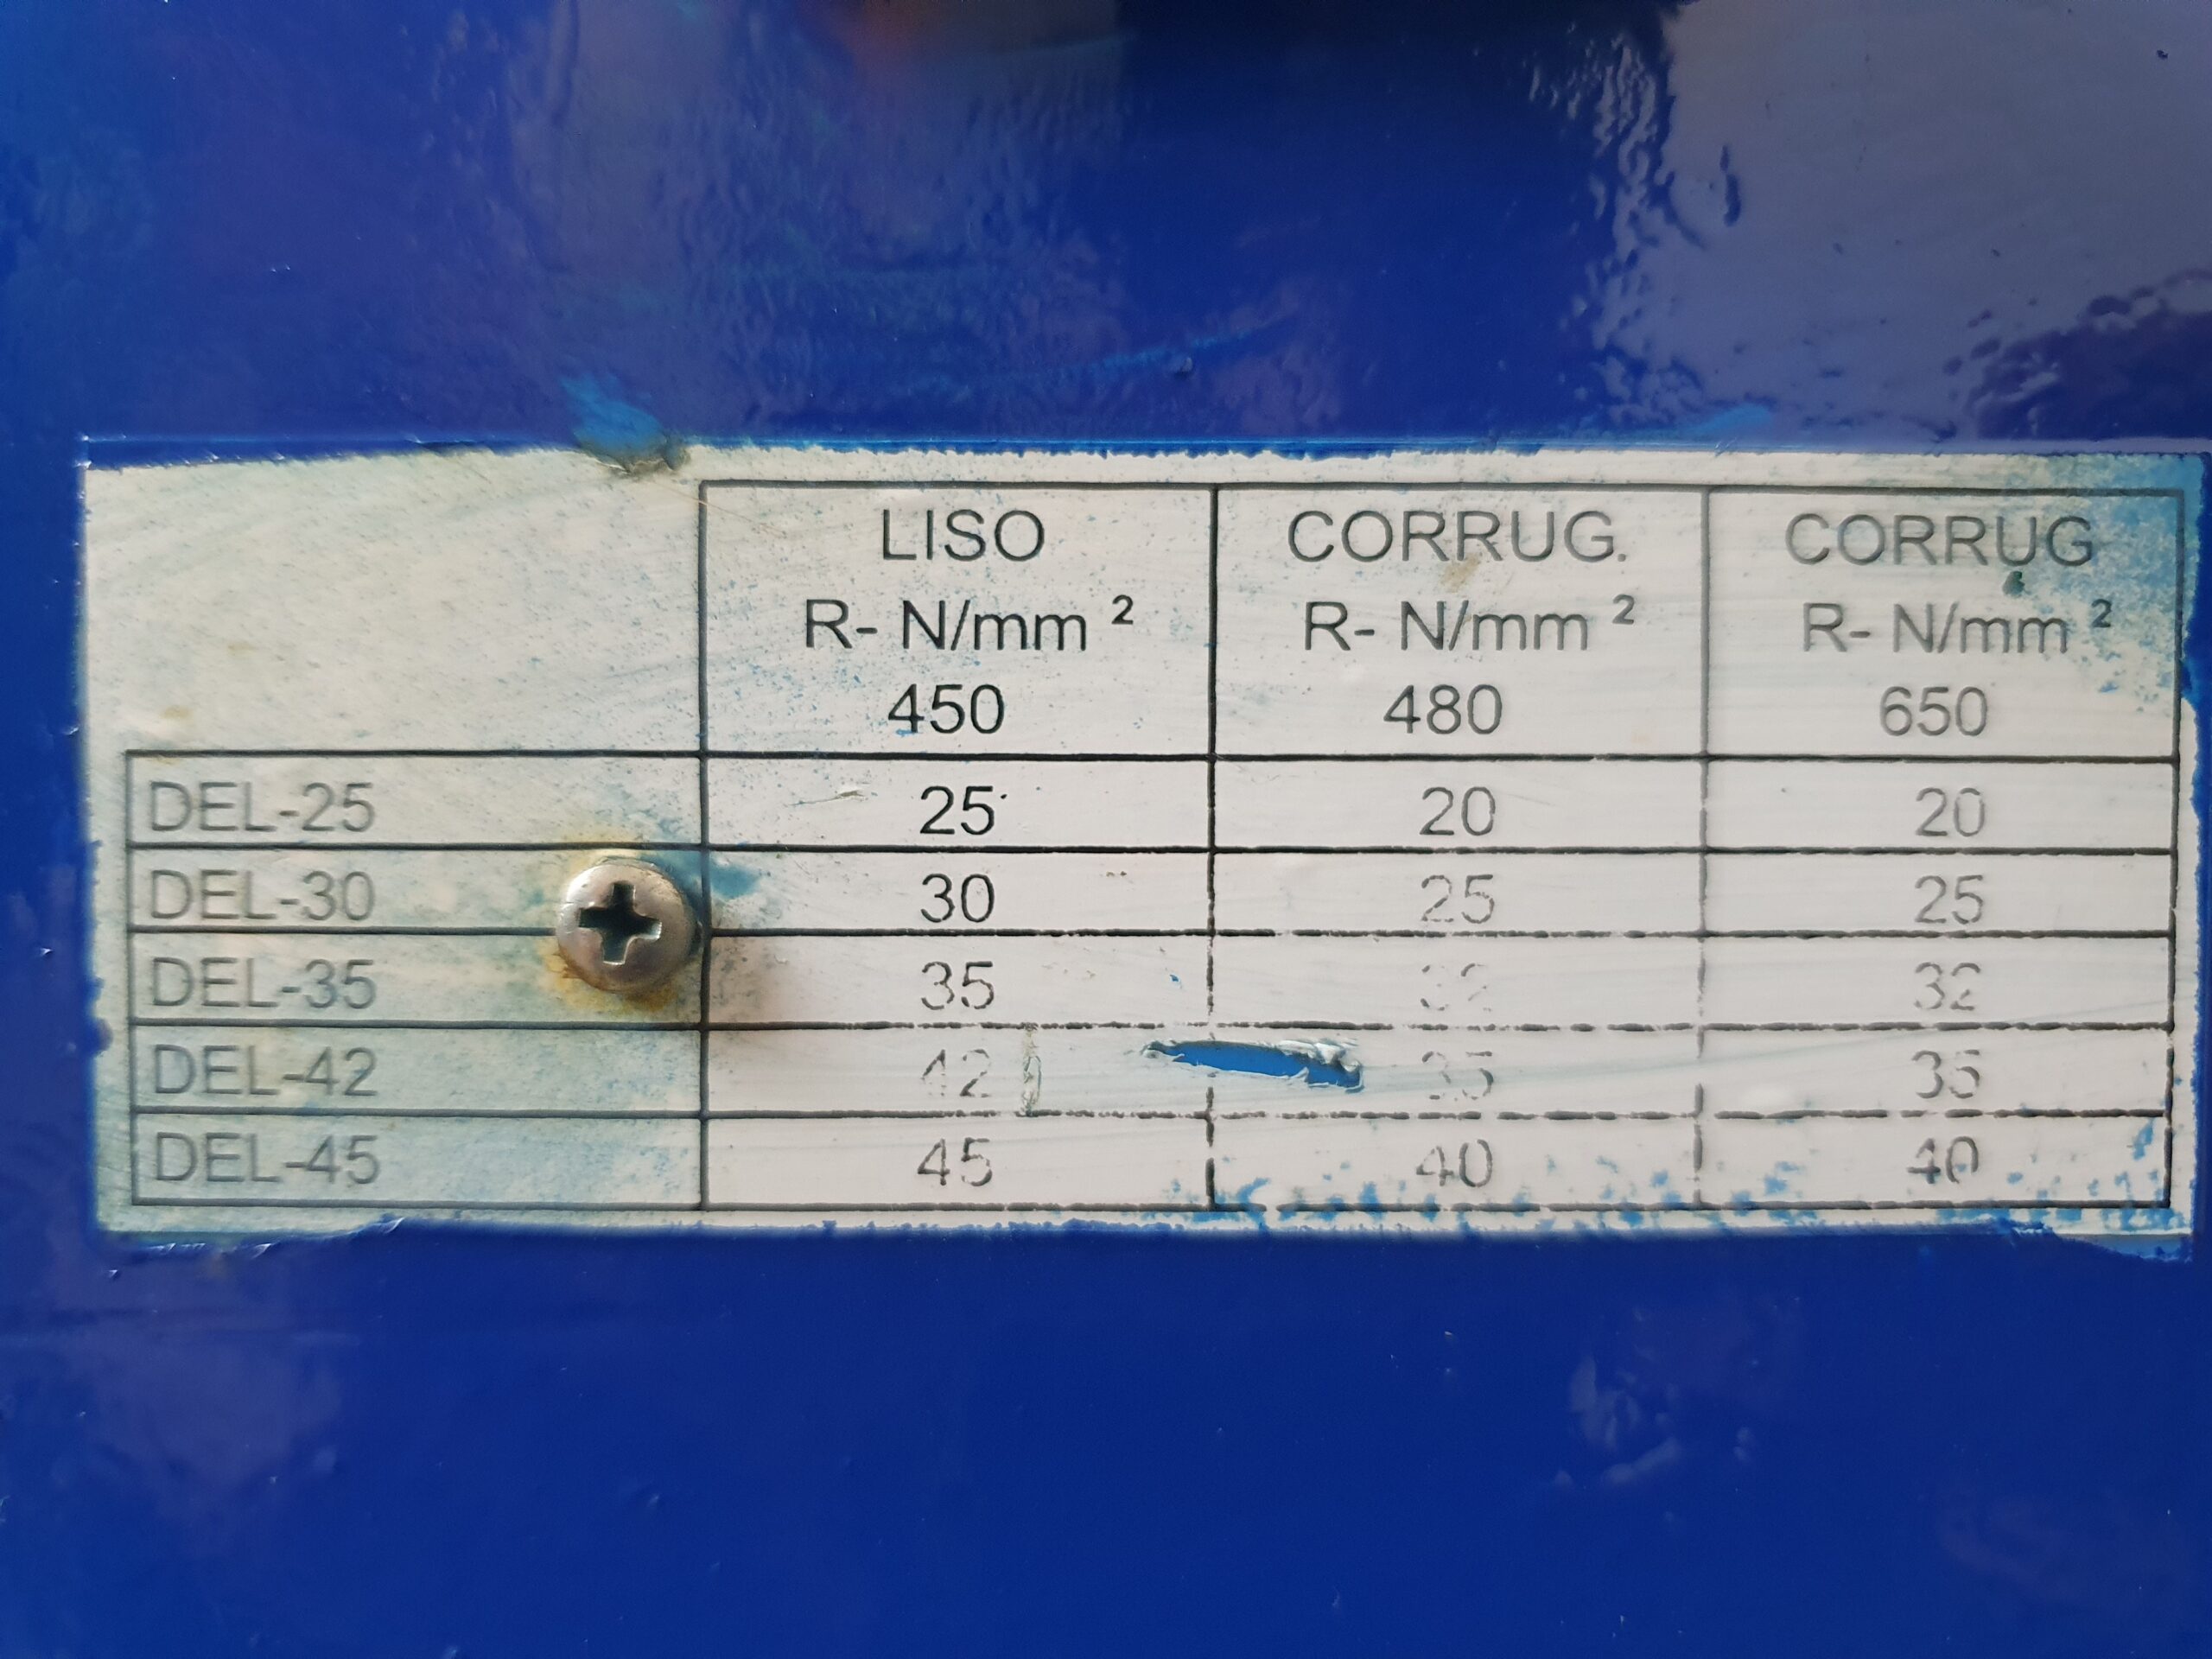 LISO CORRUG. CORRUG
R- N/mm ² R- N/mm ² R- N/mm ²
450 480 650
DEL-25 25 20 20
DEL-30 30 25 25
DEL-35 35 32 32
DEL-42 42 35 35
DEL-45 45 40 40